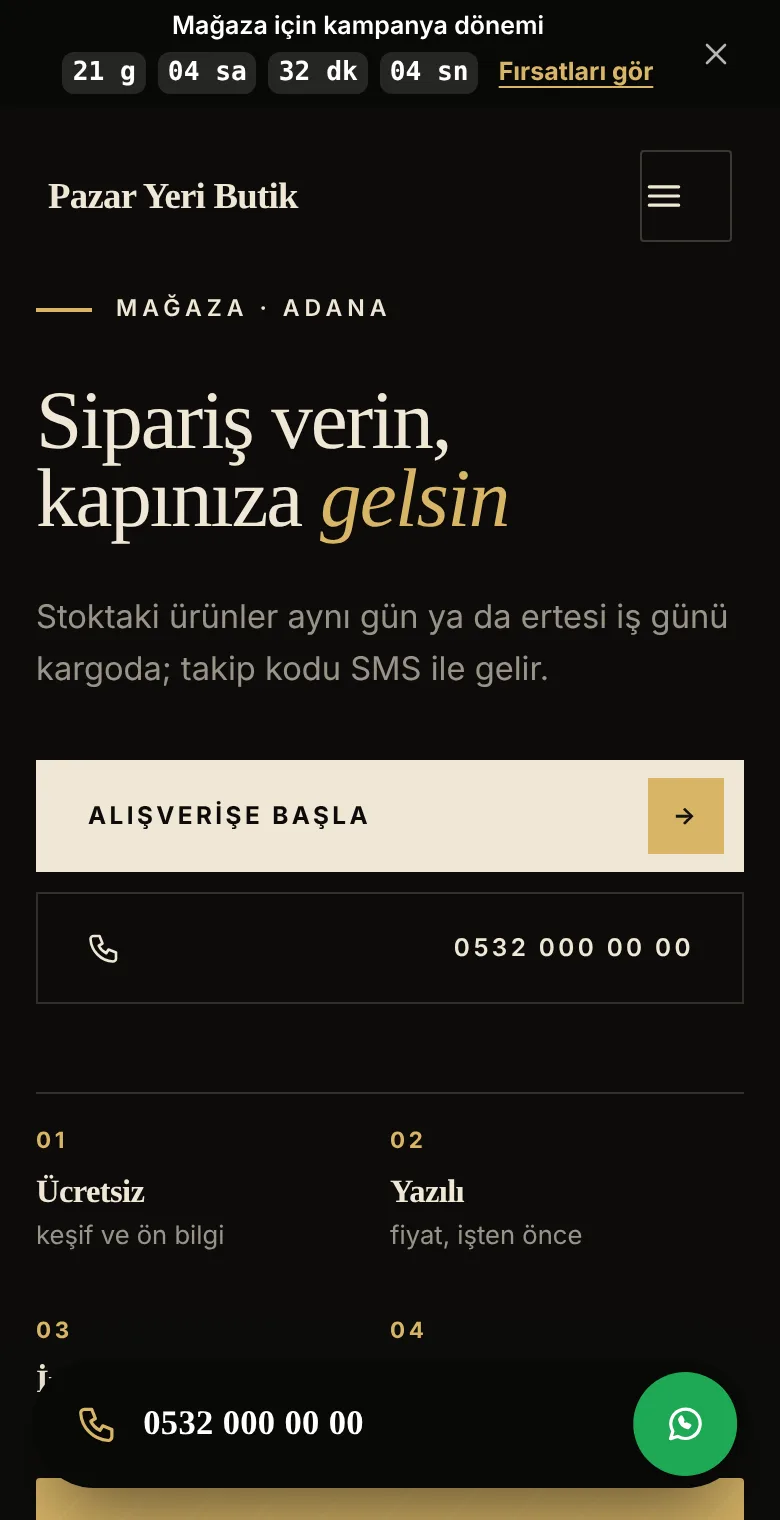 Mağaza için kampanya dönemi
21 g 04 sa 32 dk 04 sn Fırsatları gör
Pazar Yeri Butik
MAĞAZA · ADANA
Sipariş verin,
kapınıza gelsin
Stoktaki ürünler aynı gün ya da ertesi iş günü
kargoda; takip kodu SMS ile gelir.
ALIŞVERİŞE BAŞLA
0532 000 00 00
01
02
Ücretsiz
Yazılı
keşif ve ön bilgi
fiyat, işten önce
03
04
0532 000 00 00